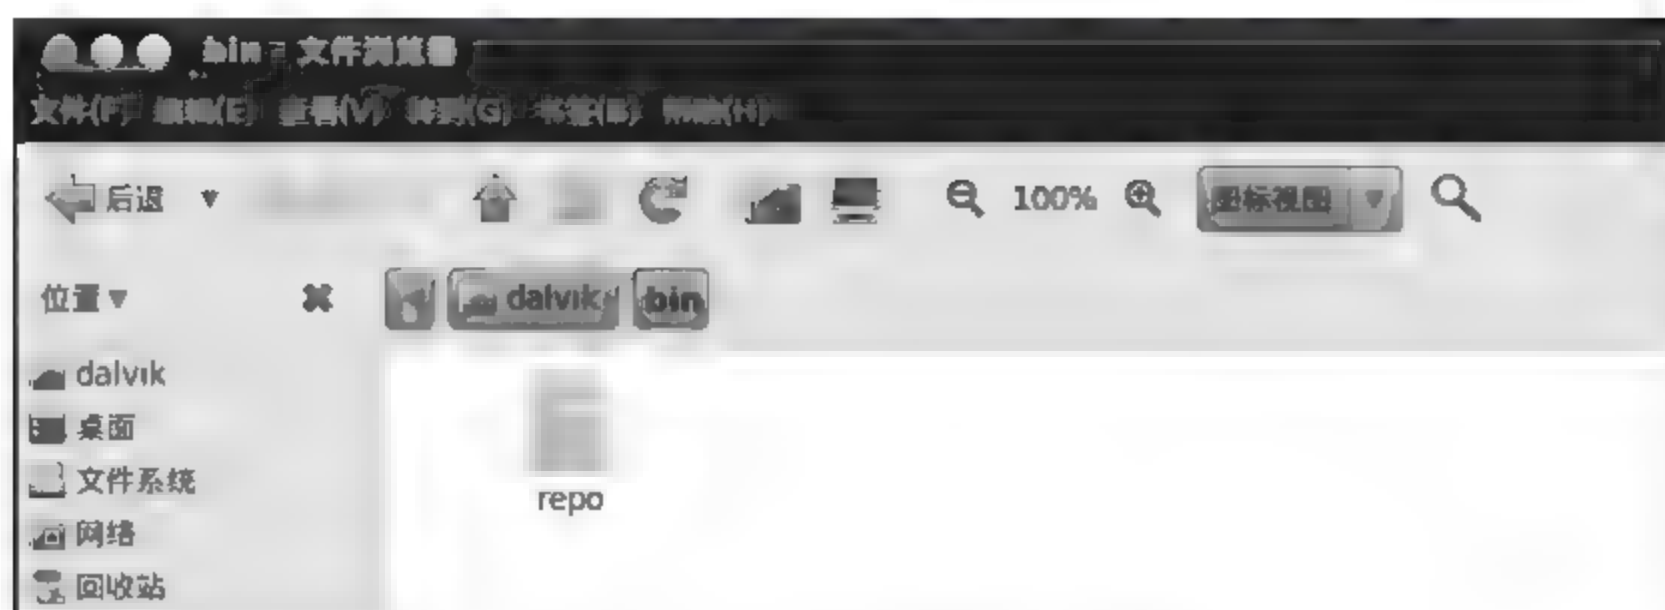 bin - 文件浏览器
文件(F) 编辑(E) 查看(V) 转到(G) 书签(B) 帮助(H)
后退 100% 图标视图
位置 dalvik bin
dalvik
桌面
文件系统
网络
回收站
repo